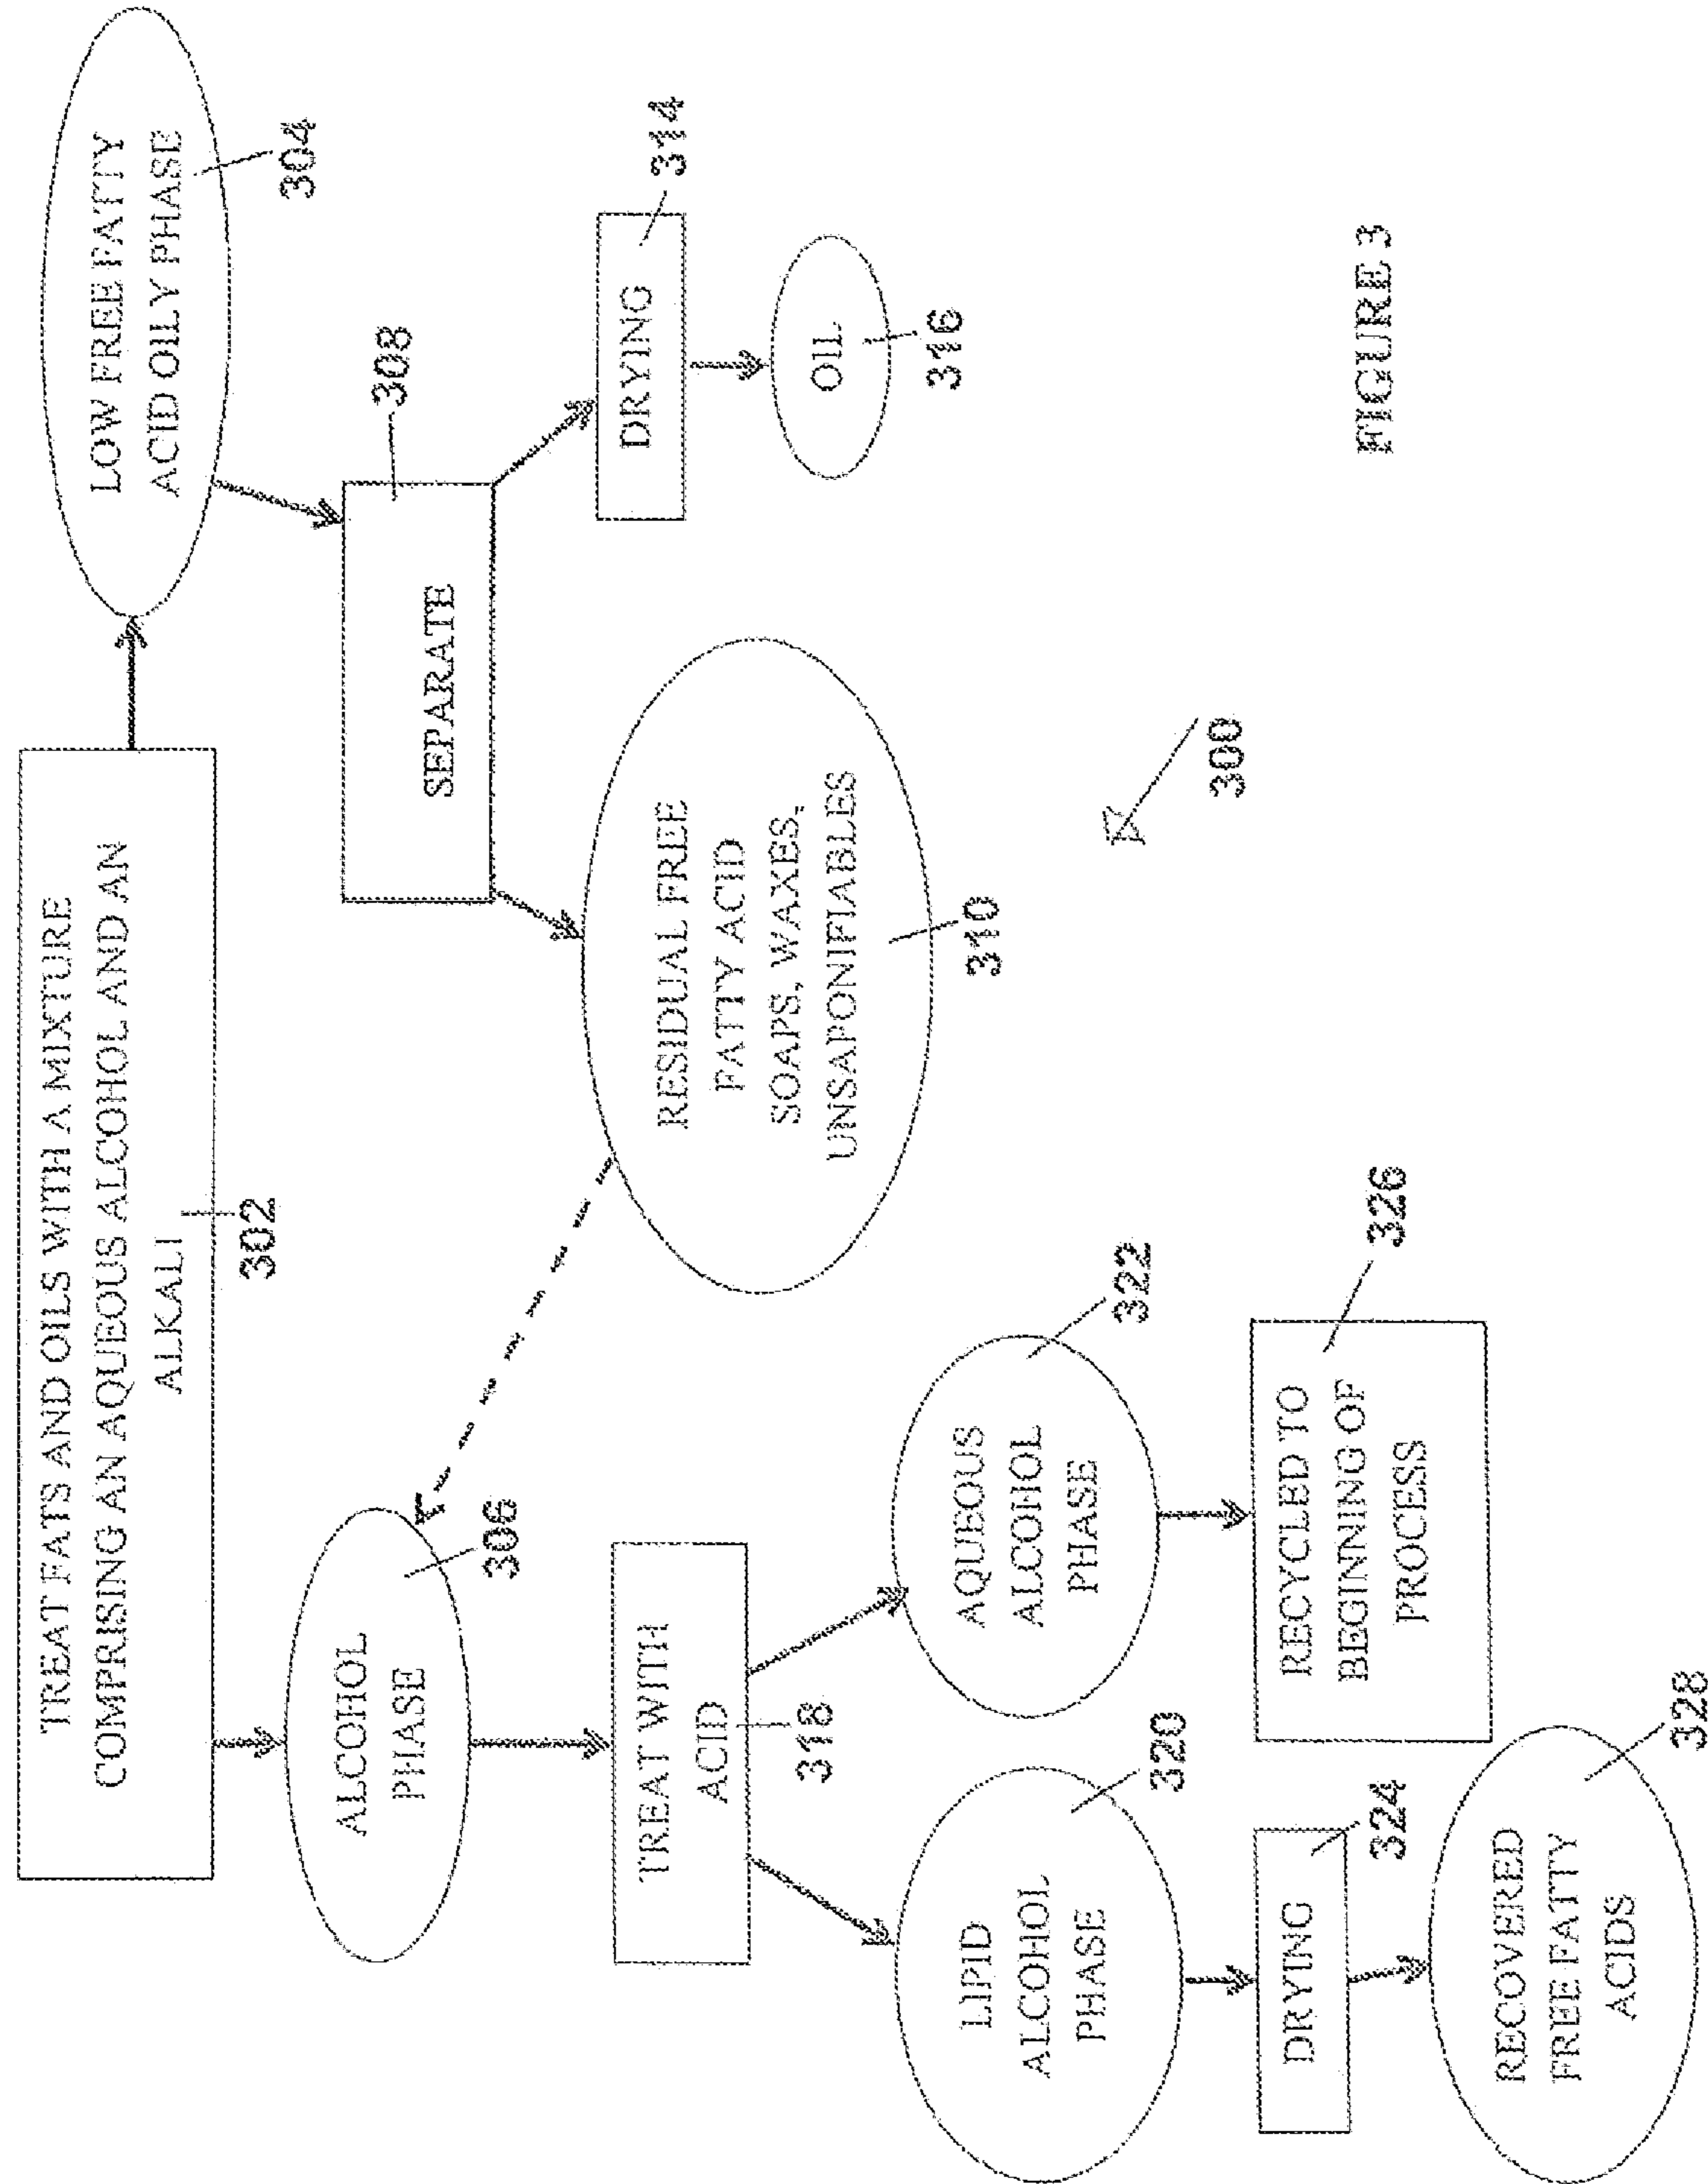 TREAT FATS AND OILS WITH A MIXTURE
COMPRISING AN AQUEOUS ALCOHOL AND AN
ALKALI
302
LOW FREE FATTY
ACID OILY PHASE
304
ALCOHOL
PHASE
306
SEPARATE
308
RESIDUAL FREE
FATTY ACID
SOAPS, WAXES,
UNSAPONIFIABLES
310
DRYING
314
OIL
316
TREAT WITH
ACID
318
LIPID
ALCOHOL
PHASE
320
AQUEOUS
ALCOHOL
PHASE
322
DRYING
324
RECYCLED TO
BEGINNING OF
PROCESS
326
RECOVERED
FREE FATTY
ACIDS
328
300
FIGURE 3